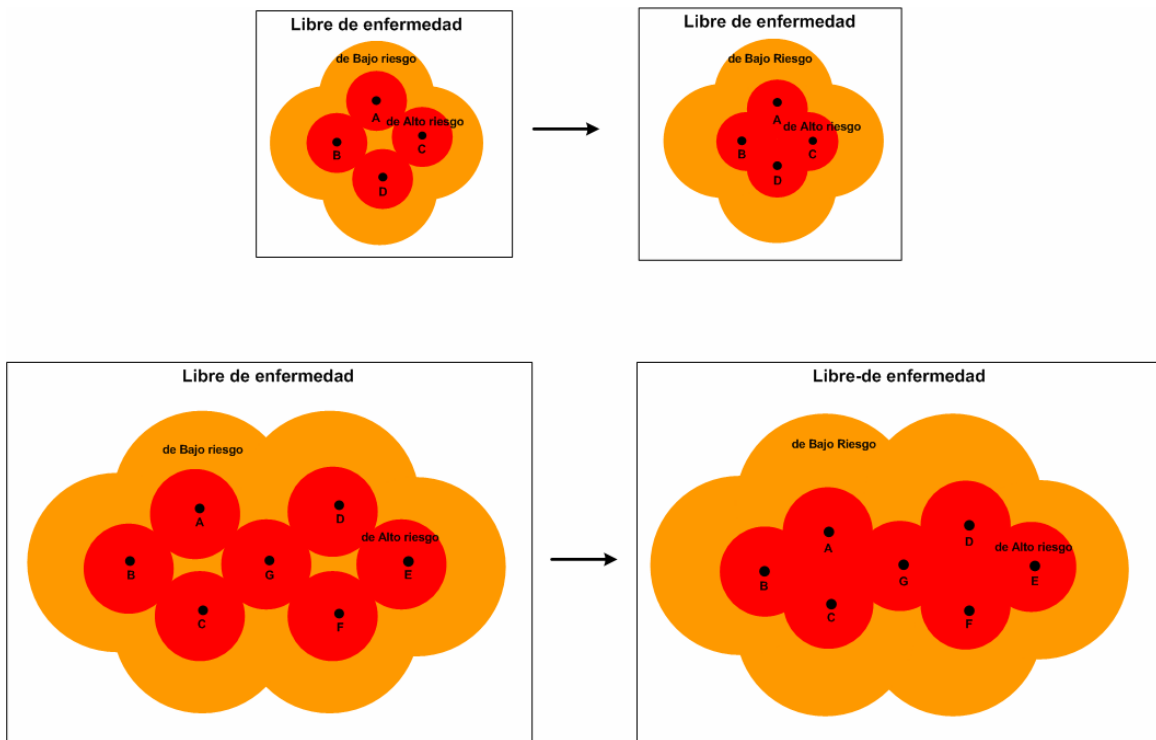 Libre de enfermedad
de Bajo riesgo
A
de Alto riesgo
B
C
D
Libre de enfermedad
de Bajo Riesgo
A
de Alto riesgo
B
C
D
Libre de enfermedad
de Bajo riesgo
A
D
de Alto riesgo
B
G
E
C
F
Libre-de enfermedad
de Bajo Riesgo
A
D
de Alto riesgo
B
G
E
C
F